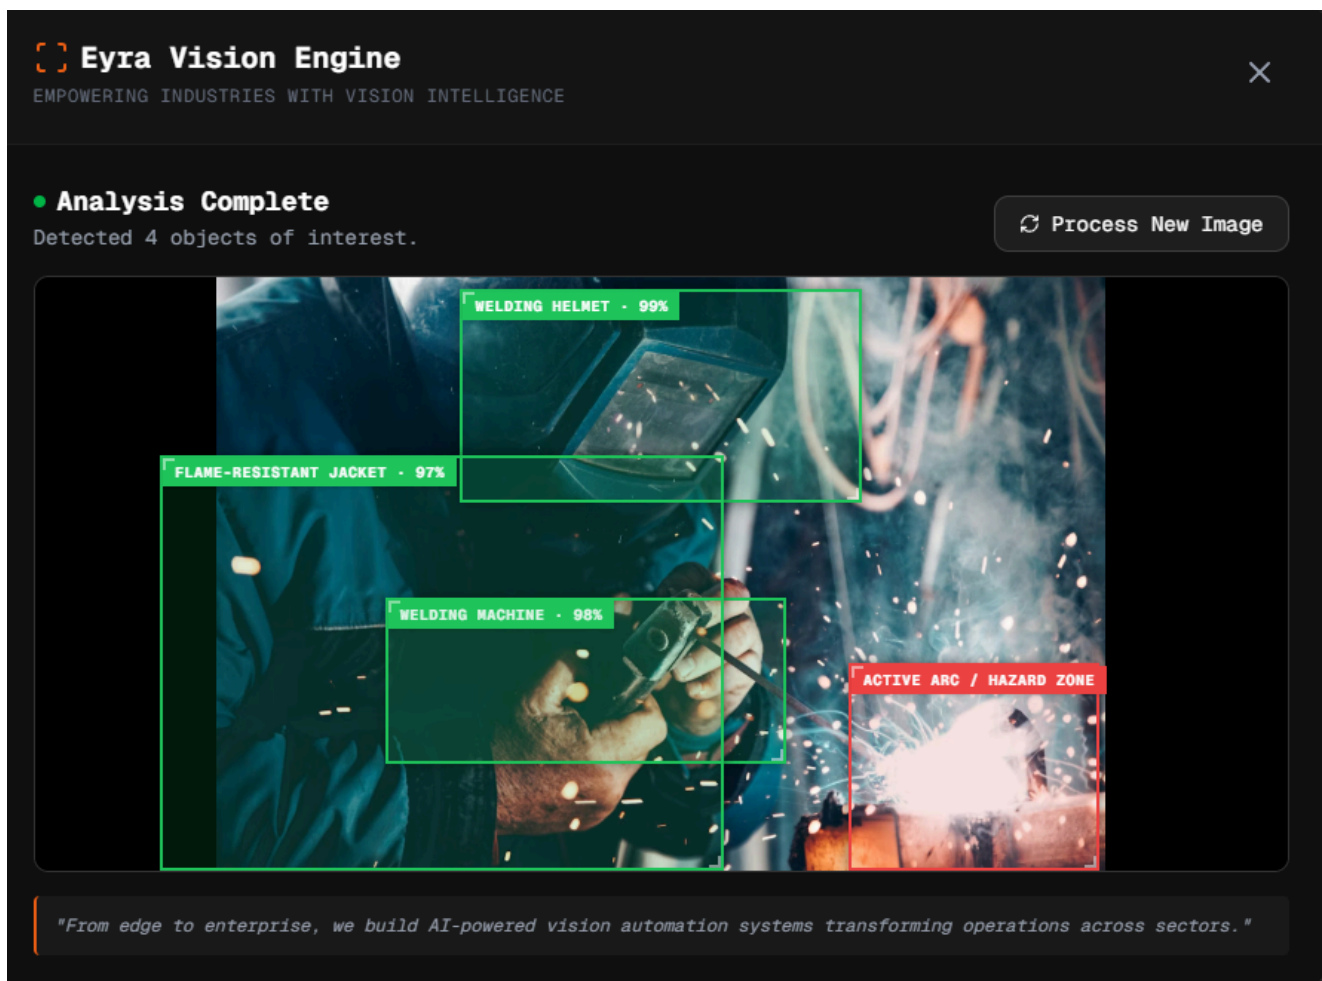 Eyra Vision Engine
EMPOWERING INDUSTRIES WITH VISION INTELLIGENCE
Analysis Complete
Detected 4 objects of interest.
Process New Image
WELDING HELMET · 99%
FLAME-RESISTANT JACKET · 97%
WELDING MACHINE · 98%
ACTIVE ARC / HAZARD ZONE
"From edge to enterprise, we build AI-powered vision automation systems transforming operations across sectors."